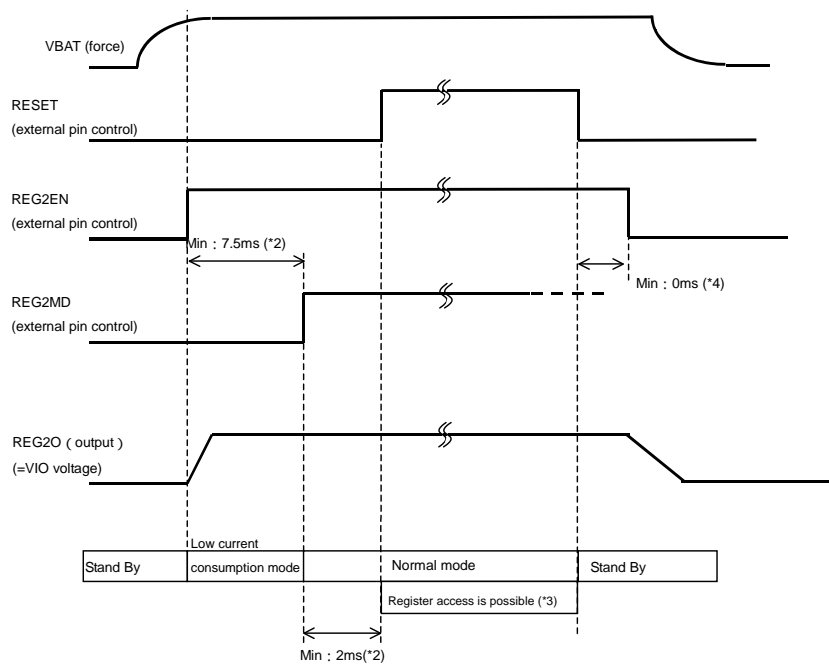 VBAT (force)
RESET
(external pin control)
REG2EN
(external pin control)
Min：7.5ms (*2)
Min：0ms (*4)
REG2MD
(external pin control)
REG2O（output）
(=VIO voltage)
Stand By
Low current
consumption mode
Normal mode
Stand By
Register access is possible (*3)
Min：2ms(*2)